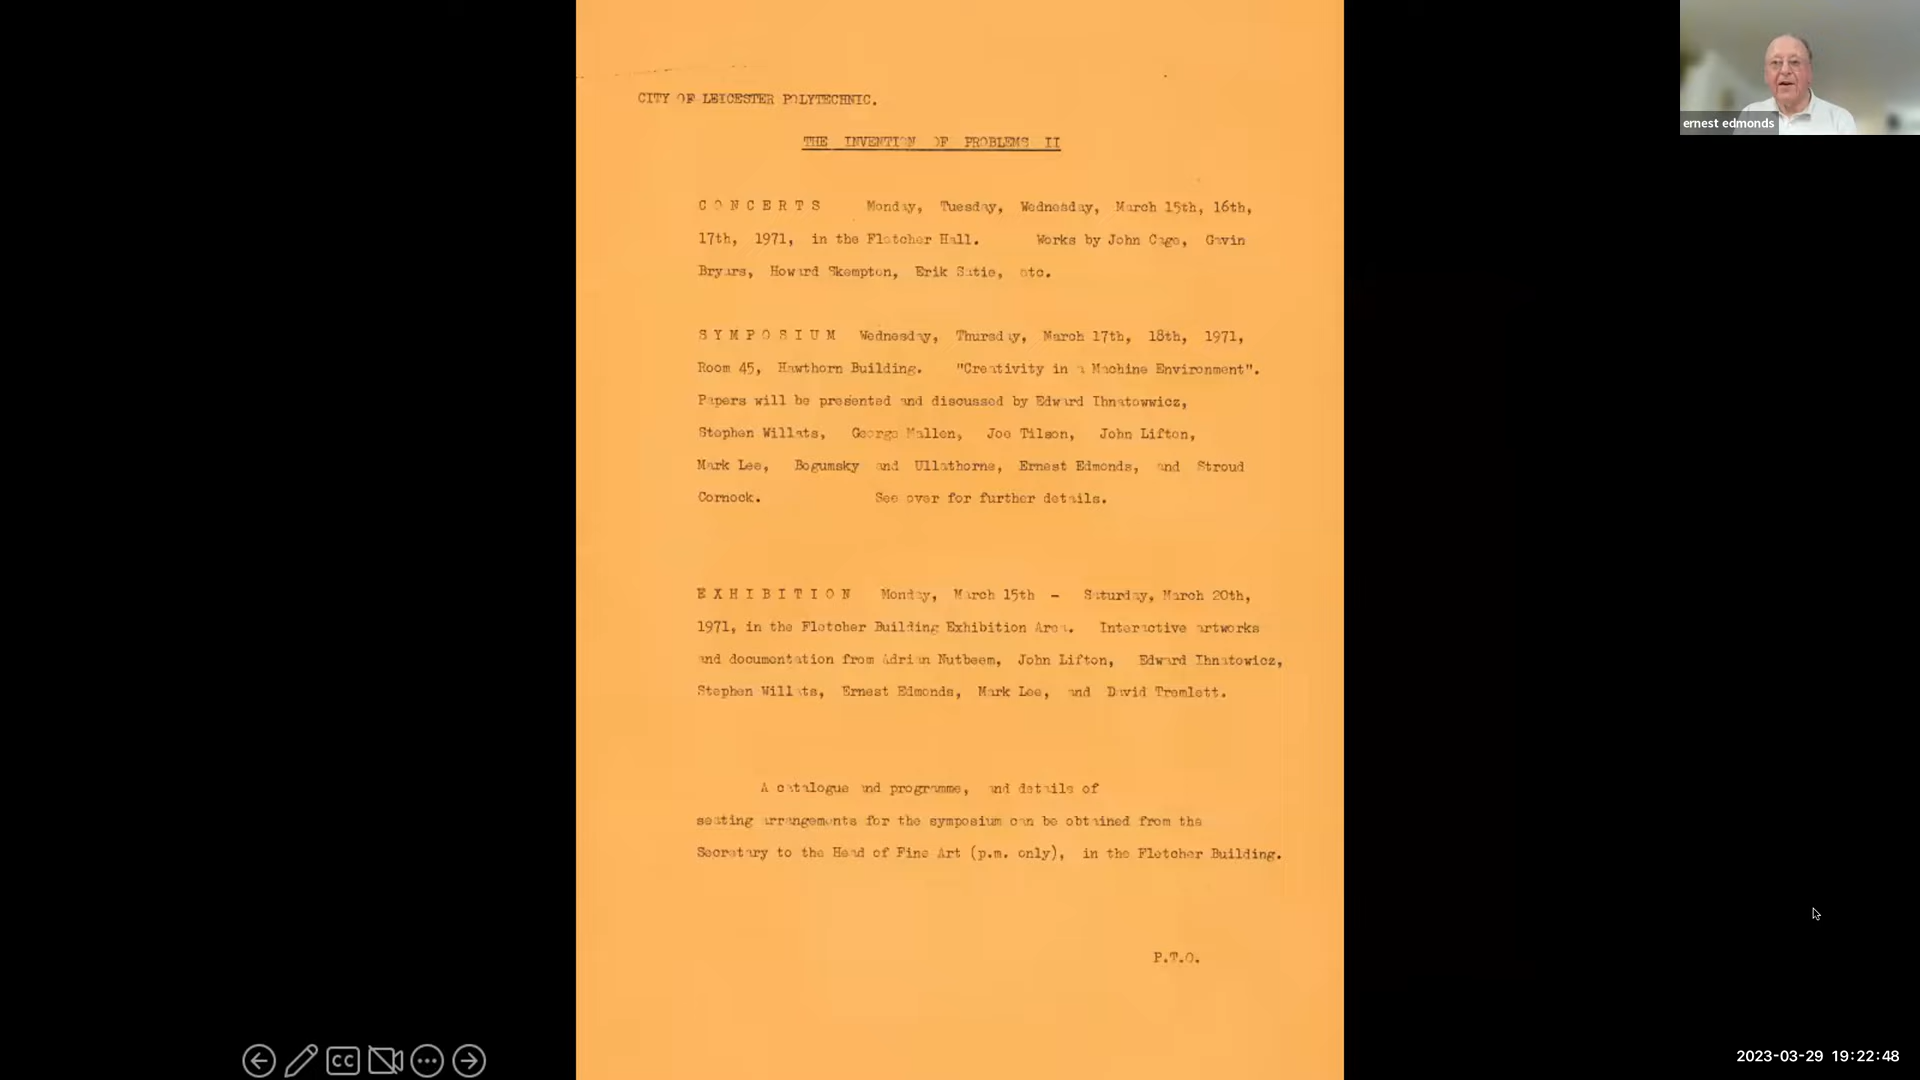 CITY OF LEICESTER POLYTECHNIC.
THE INVENTION OF PROBLEMS II
CONCERTS Monday, Tuesday, Wednesday, March 15th, 16th,
17th, 1971, in the Fletcher Hall. Works by John Cage, Gavin
Bryars, Howard Skempton, Erik Satie, etc.
SYMPOSIUM Wednesday, Thursday, March 17th, 18th, 1971,
Room 45, Hawthorn Building. "Creativity in a Machine Environment".
Papers will be presented and discussed by Edward Ihnatowwicz,
Stephen Willats, George Mallen, Joe Tilson, John Lifton,
Mark Lee, Bogumsky and Ullathorne, Ernest Edmonds, and Stroud
Cornock. See over for further details.
EXHIBITION Monday, March 15th - Saturday, March 20th,
1971, in the Fletcher Building Exhibition Area. Interactive artworks
and documentation from Adrian Nutbeem, John Lifton, Edward Ihnatowicz,
Stephen Willats, Ernest Edmonds, Mark Lee, and David Tremlett.
A catalogue and programme, and details of
seating arrangements for the symposium can be obtained from the
Secretary to the Head of Fine Art (p.m. only), in the Fletcher Building.
P.T.O.
ernest edmonds
CC
2023-03-29 19:22:48